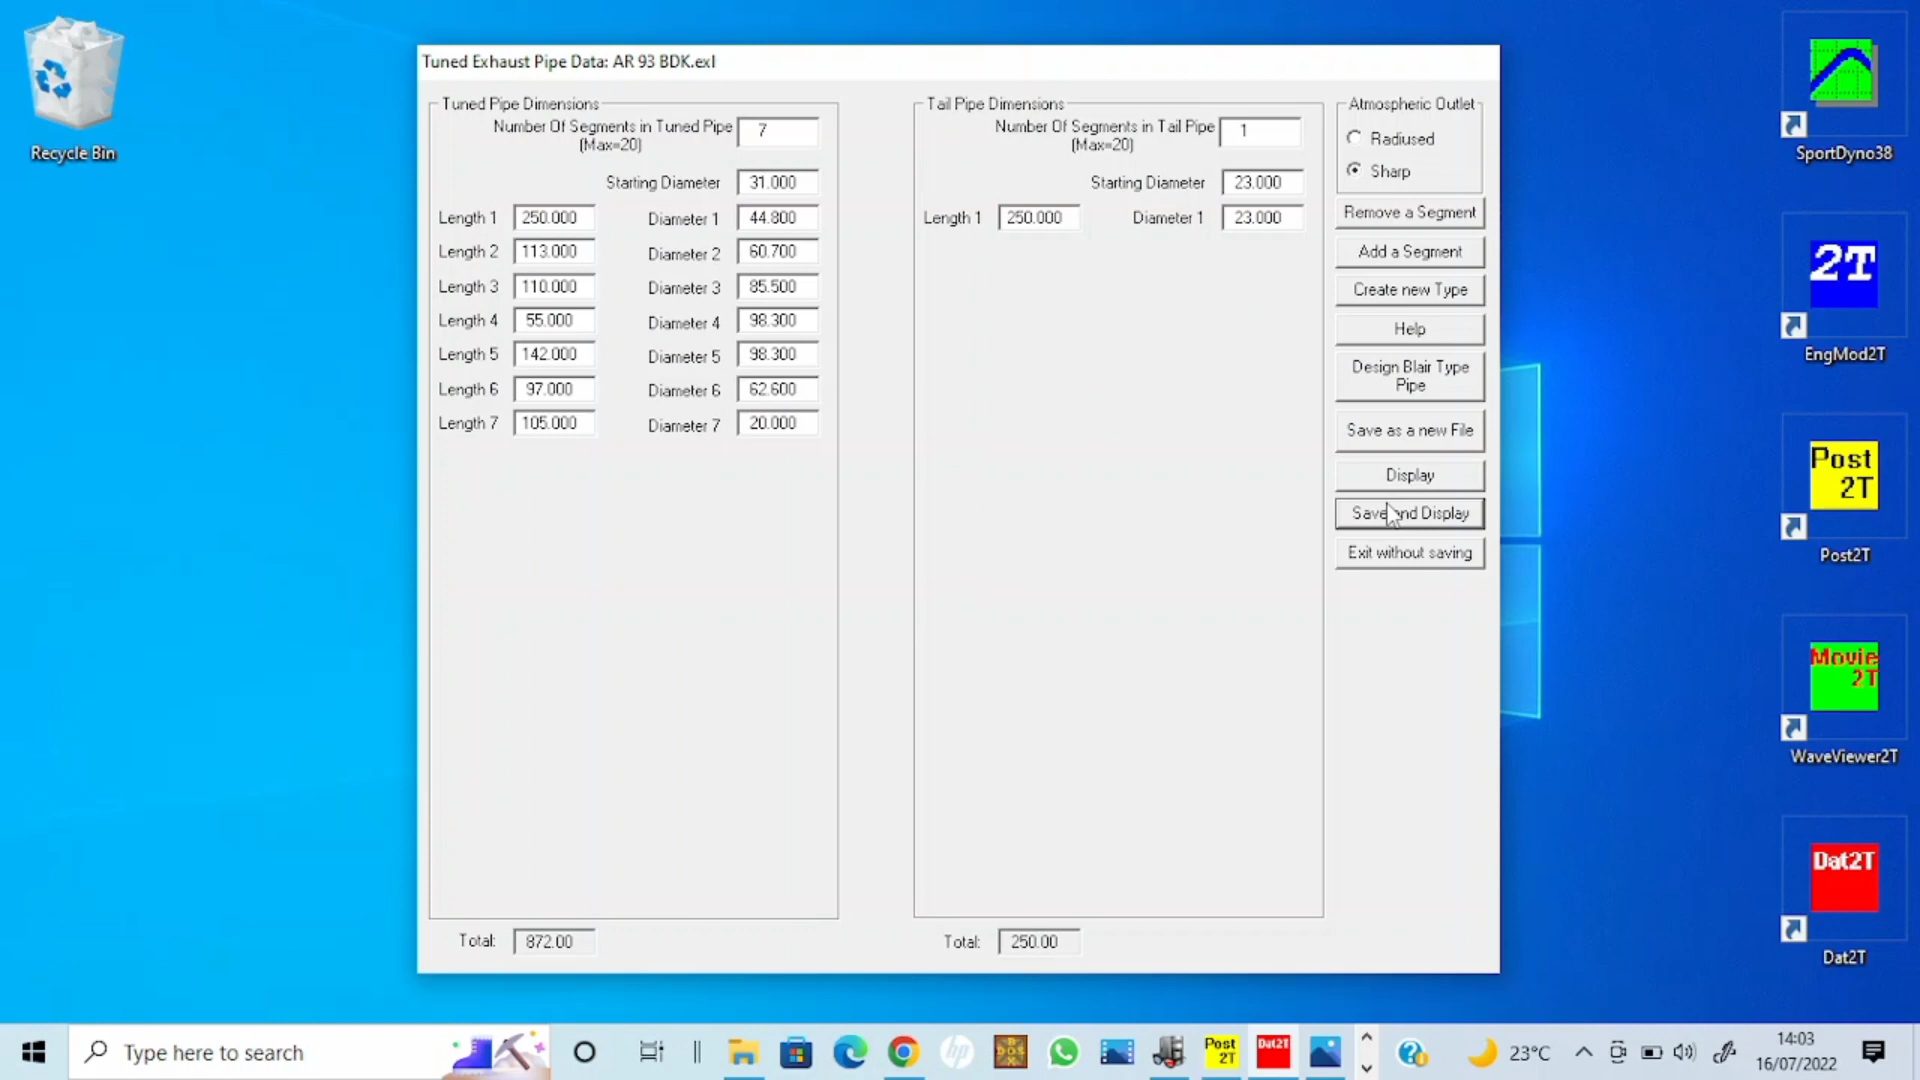 Recycle Bin
Tuned Exhaust Pipe Data: AR 93 BDK.exl
Tuned Pipe Dimensions
Number Of Segments in Tuned Pipe 7
(Max=20)
Starting Diameter 31.000
Length 1 250.000 Diameter 1 44.800
Length 2 113.000 Diameter 2 60.700
Length 3 110.000 Diameter 3 85.500
Length 4 55.000 Diameter 4 98.300
Length 5 142.000 Diameter 5 98.300
Length 6 97.000 Diameter 6 62.600
Length 7 105.000 Diameter 7 20.000
Total: 872.00
Tail Pipe Dimensions
Number Of Segments in Tail Pipe 1
(Max=20)
Starting Diameter 23.000
Length 1 250.000 Diameter 1 23.000
Total: 250.00
Atmospheric Outlet
Radiused
Sharp
Remove a Segment
Add a Segment
Create new Type
Help
Design Blair Type
Pipe
Save as a new File
Display
Save and Display
Exit without saving
SportDyno38
2T
EngMod2T
Post
2T
Post2T
Movie
2T
WaveViewer2T
Dat2T
Dat2T
Type here to search
hp
DOS
Post
2T
Dat2T
23°C
14:03
16/07/2022